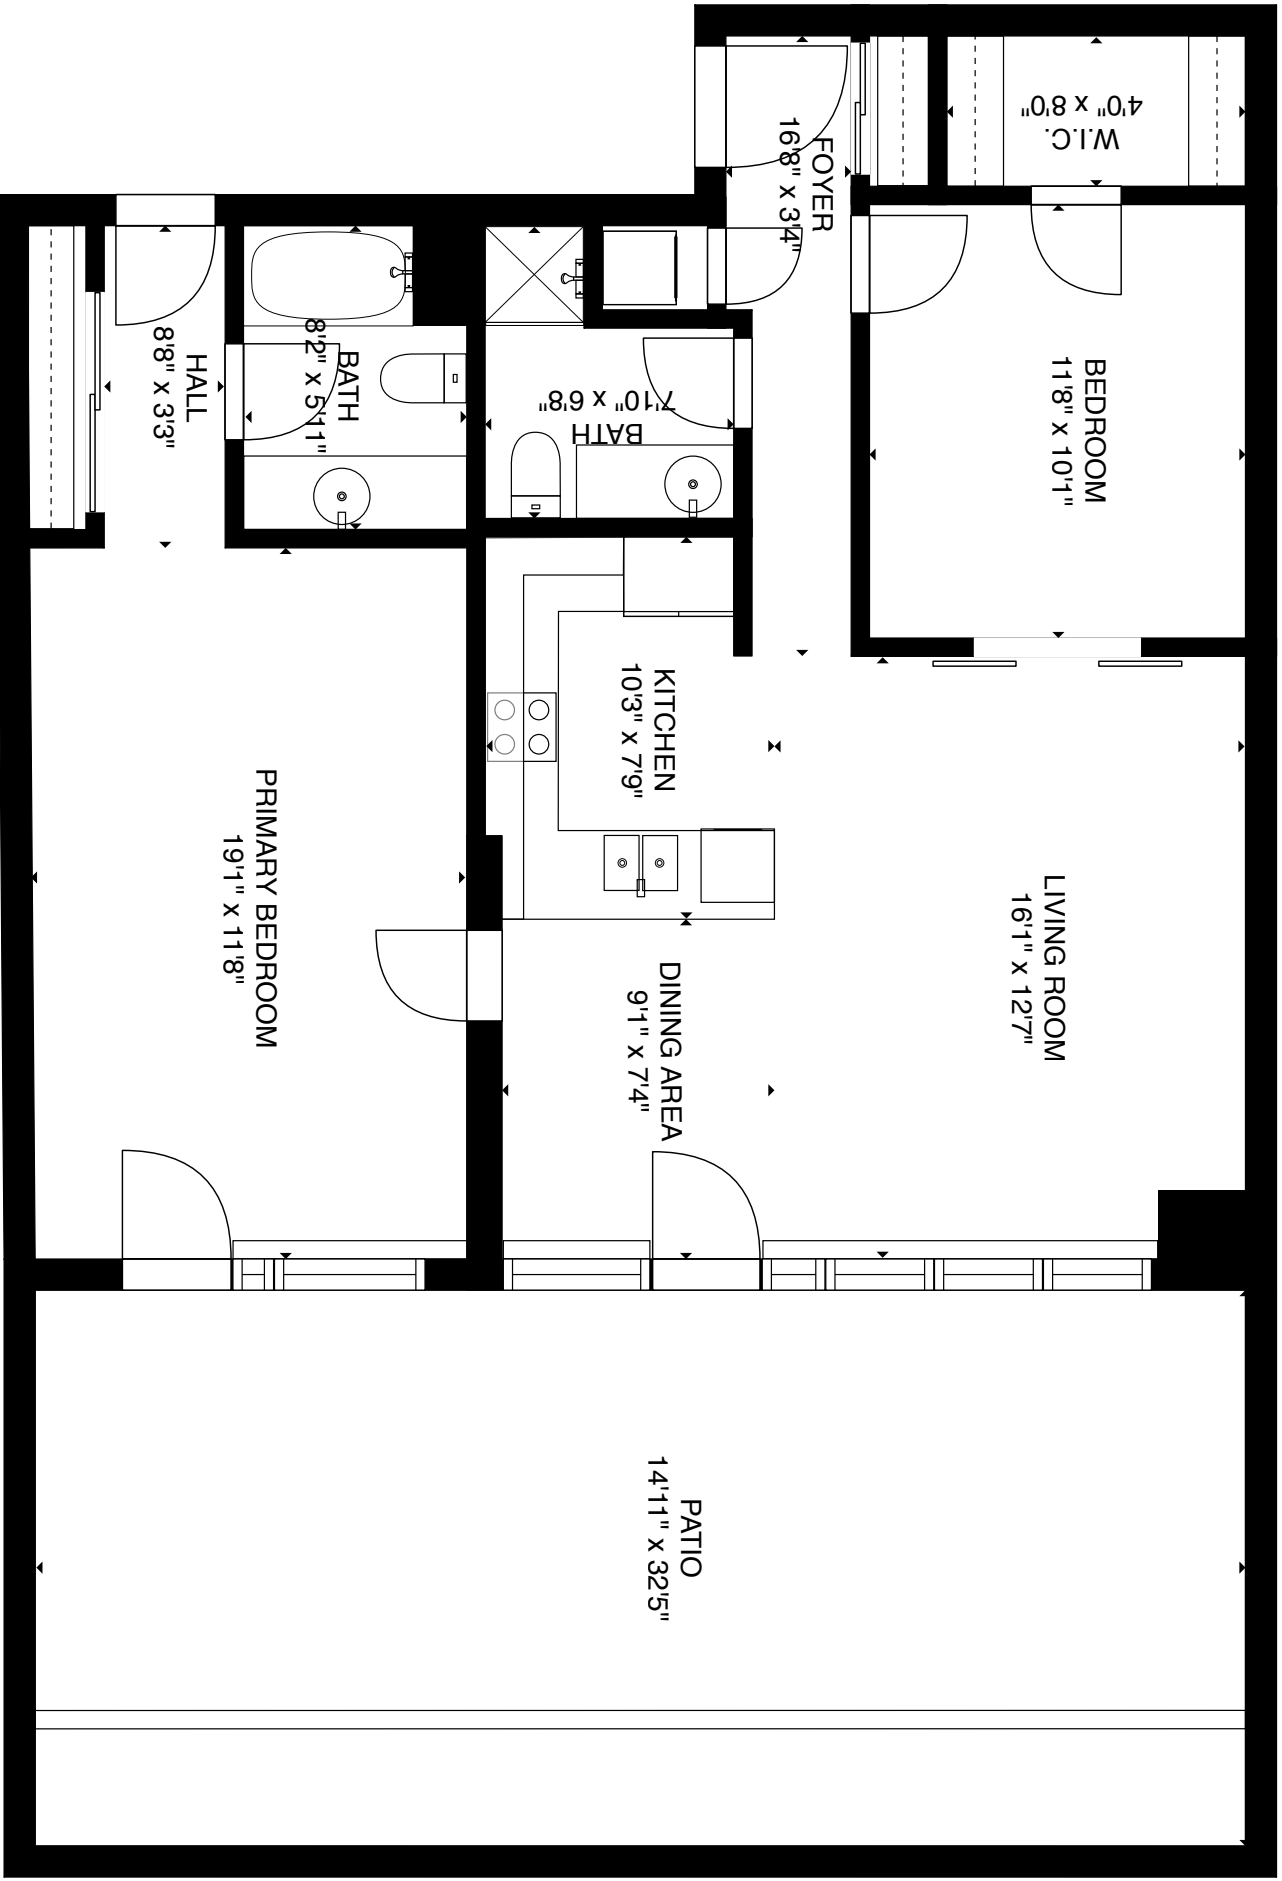 W.I.C.
4'0" x 8'0"
FOYER
16'8" x 3'4"
BEDROOM
11'8" x 10'1"
HALL
8'8" x 3'3"
BATH
8'2" x 5'11"
BATH
7'10" x 6'8"
KITCHEN
10'3" x 7'9"
LIVING ROOM
16'1" x 12'7"
PRIMARY BEDROOM
19'1" x 11'8"
DINING AREA
9'1" x 7'4"
PATIO
14'11" x 32'5"